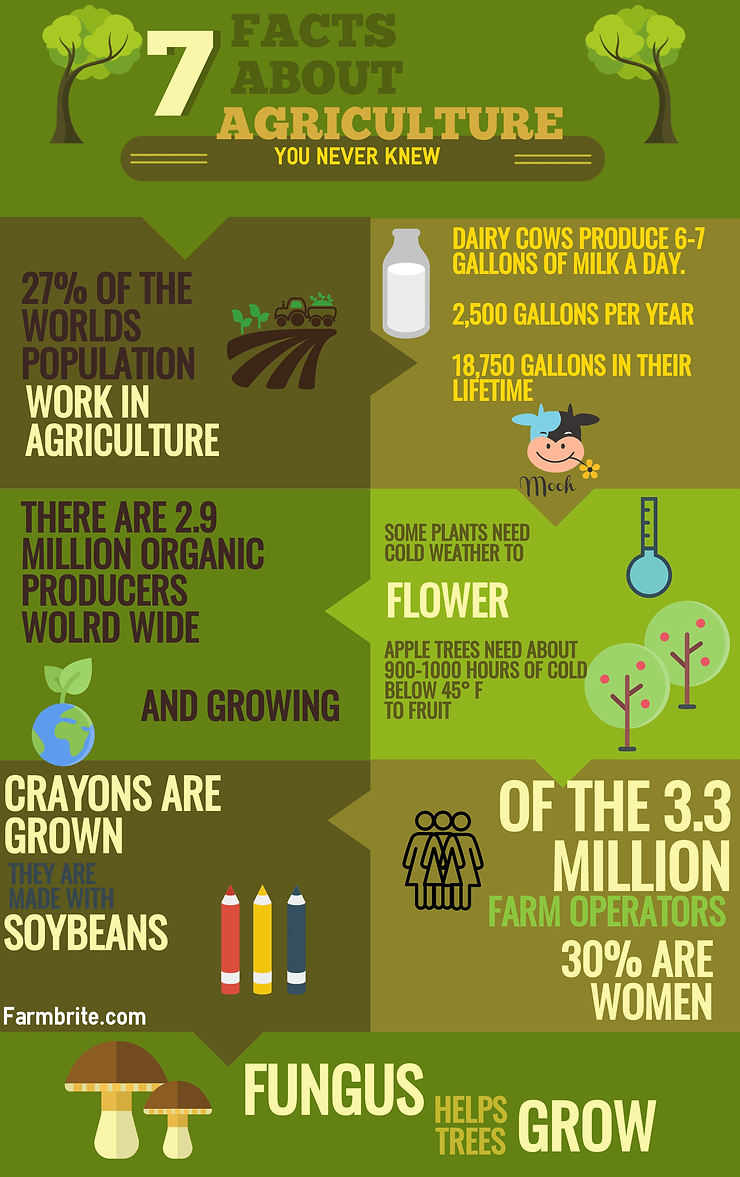 7 FACTS
ABOUT
AGRICULTURE
YOU NEVER KNEW
27% OF THE
WORLDS
POPULATION
WORK IN
AGRICULTURE
DAIRY COWS PRODUCE 6-7
GALLONS OF MILK A DAY.
2,500 GALLONS PER YEAR
18,750 GALLONS IN THEIR
LIFETIME
Mooh
THERE ARE 2.9
MILLION ORGANIC
PRODUCERS
WOLRD WIDE
AND GROWING
SOME PLANTS NEED
COLD WEATHER TO
FLOWER
APPLE TREES NEED ABOUT
900-1000 HOURS OF COLD
BELOW 45° F
TO FRUIT
CRAYONS ARE
GROWN
THEY ARE
MADE WITH
SOYBEANS
Farmbrite.com
OF THE 3.3
MILLION
FARM OPERATORS
30% ARE
WOMEN
FUNGUS
HELPS
TREES
GROW